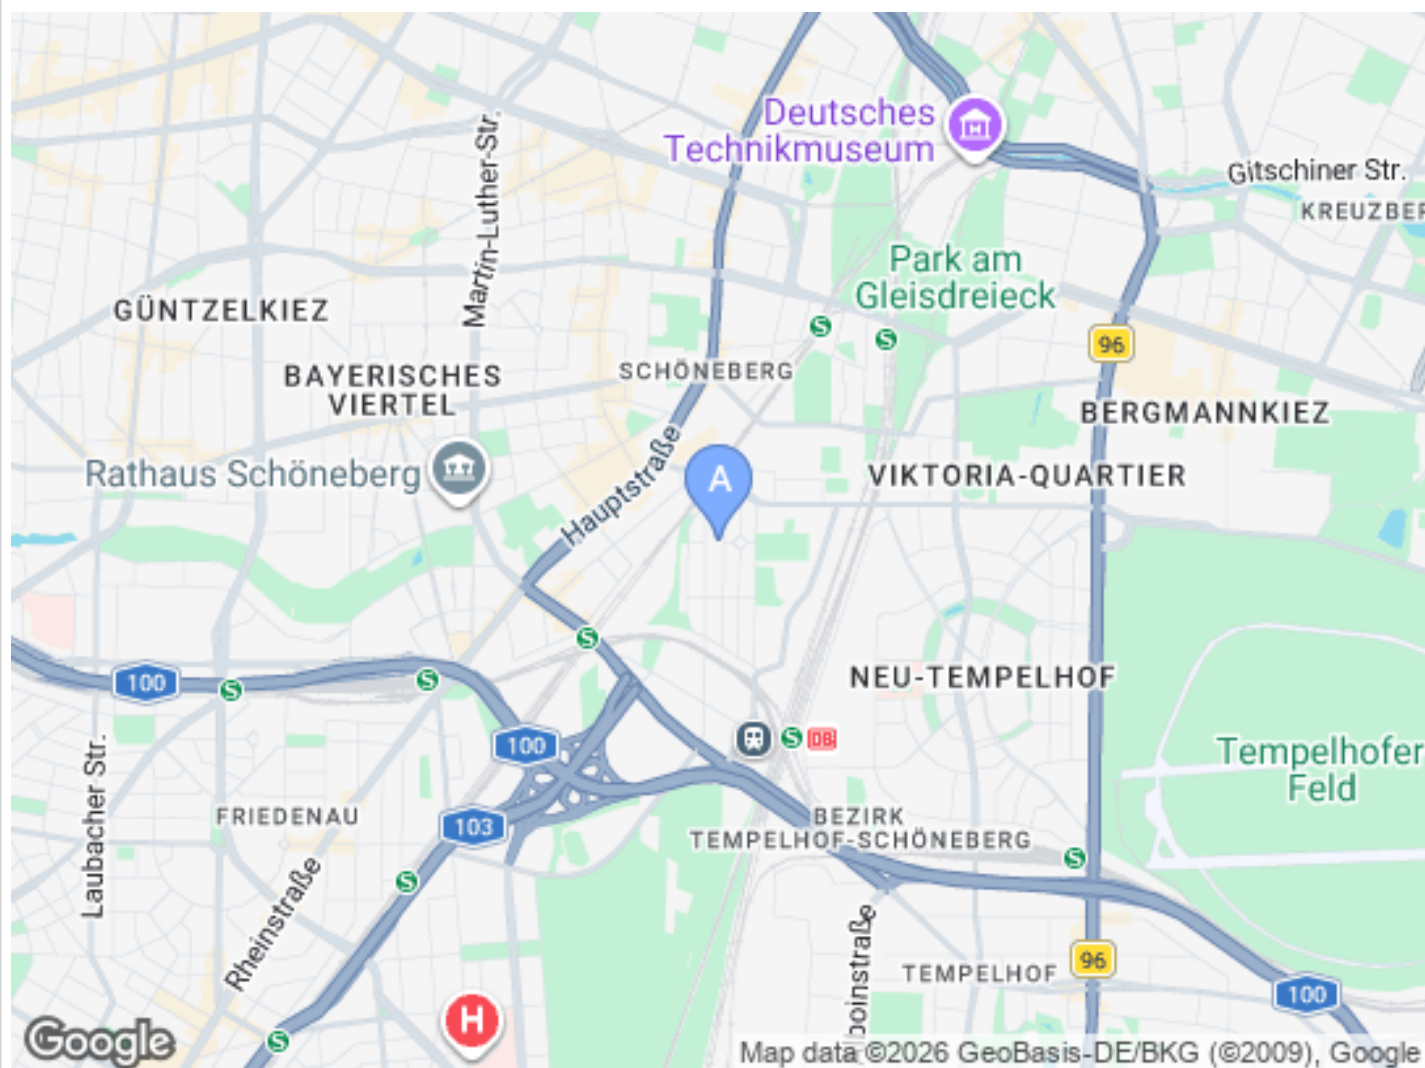 Deutsches
Technikmuseum
Gitschiner Str.
KREUZBER
Martin-Luther-Str.
Park am
Gleisdreieck
GÜNTZELKIEZ
S
S
96
SCHÖNEBERG
BAYERISCHES
VIERTEL
BERGMANNKIEZ
Rathaus Schöneberg
VIKTORIA-QUARTIER
A
Hauptstraße
S
NEU-TEMPELHOF
100
S
S
100
S
DB
Tempelhofer
Feld
Laubacher Str.
FRIEDENAU
103
BEZIRK
TEMPELHOF-SCHÖNEBERG
S
S
Rheinstraße
boinstraße
TEMPELHOF
96
100
H
S
Google
Map data ©2026 GeoBasis-DE/BKG (©2009), Google